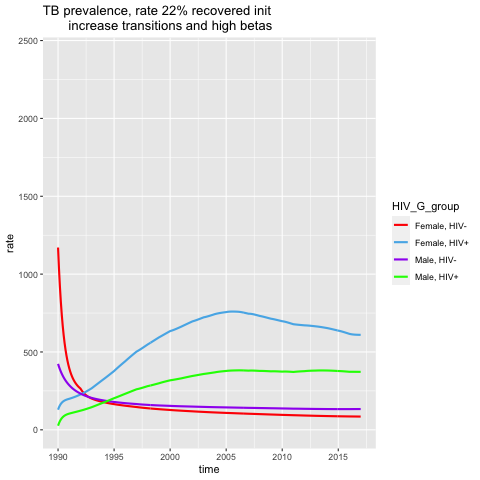 TB prevalence, rate 22% recovered init
increase transitions and high betas
2500
2000
1500
1000
500
0
rate
1990
1995
2000
2005
2010
2015
time
HIV_G_group
Female, HIV-
Female, HIV+
Male, HIV-
Male, HIV+